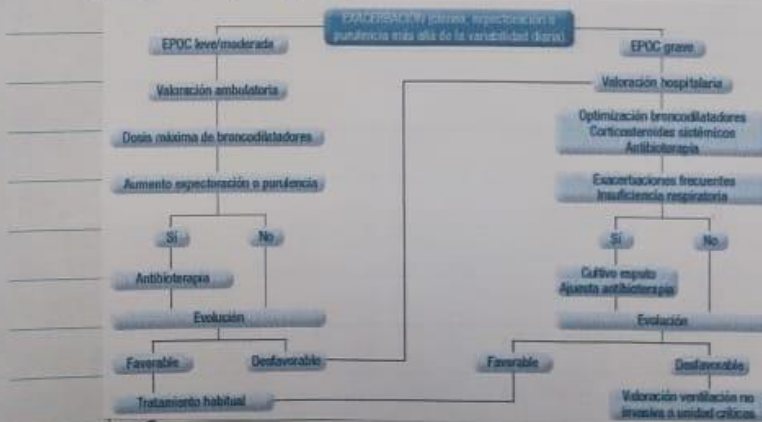 EXACERBACIÓN (disnea, expectoración o
purulencia más allá de la variabilidad diaria)
EPOC leve/moderada
Valoración ambulatoria
Dosis máxima de broncodilatadores
Aumento expectoración o purulencia
Sí
No
Antibioterapia
Evolución
Favorable
Desfavorable
Tratamiento habitual
EPOC grave
Valoración hospitalaria
Optimización broncodilatadores
Corticosteroides sistémicos
Antibioterapia
Exacerbaciones frecuentes
Insuficiencia respiratoria
Sí
No
Cultivo esputo
Ajuste antibioterapia
Evolución
Favorable
Desfavorable
Valoración ventilación no
invasiva o unidad críticos